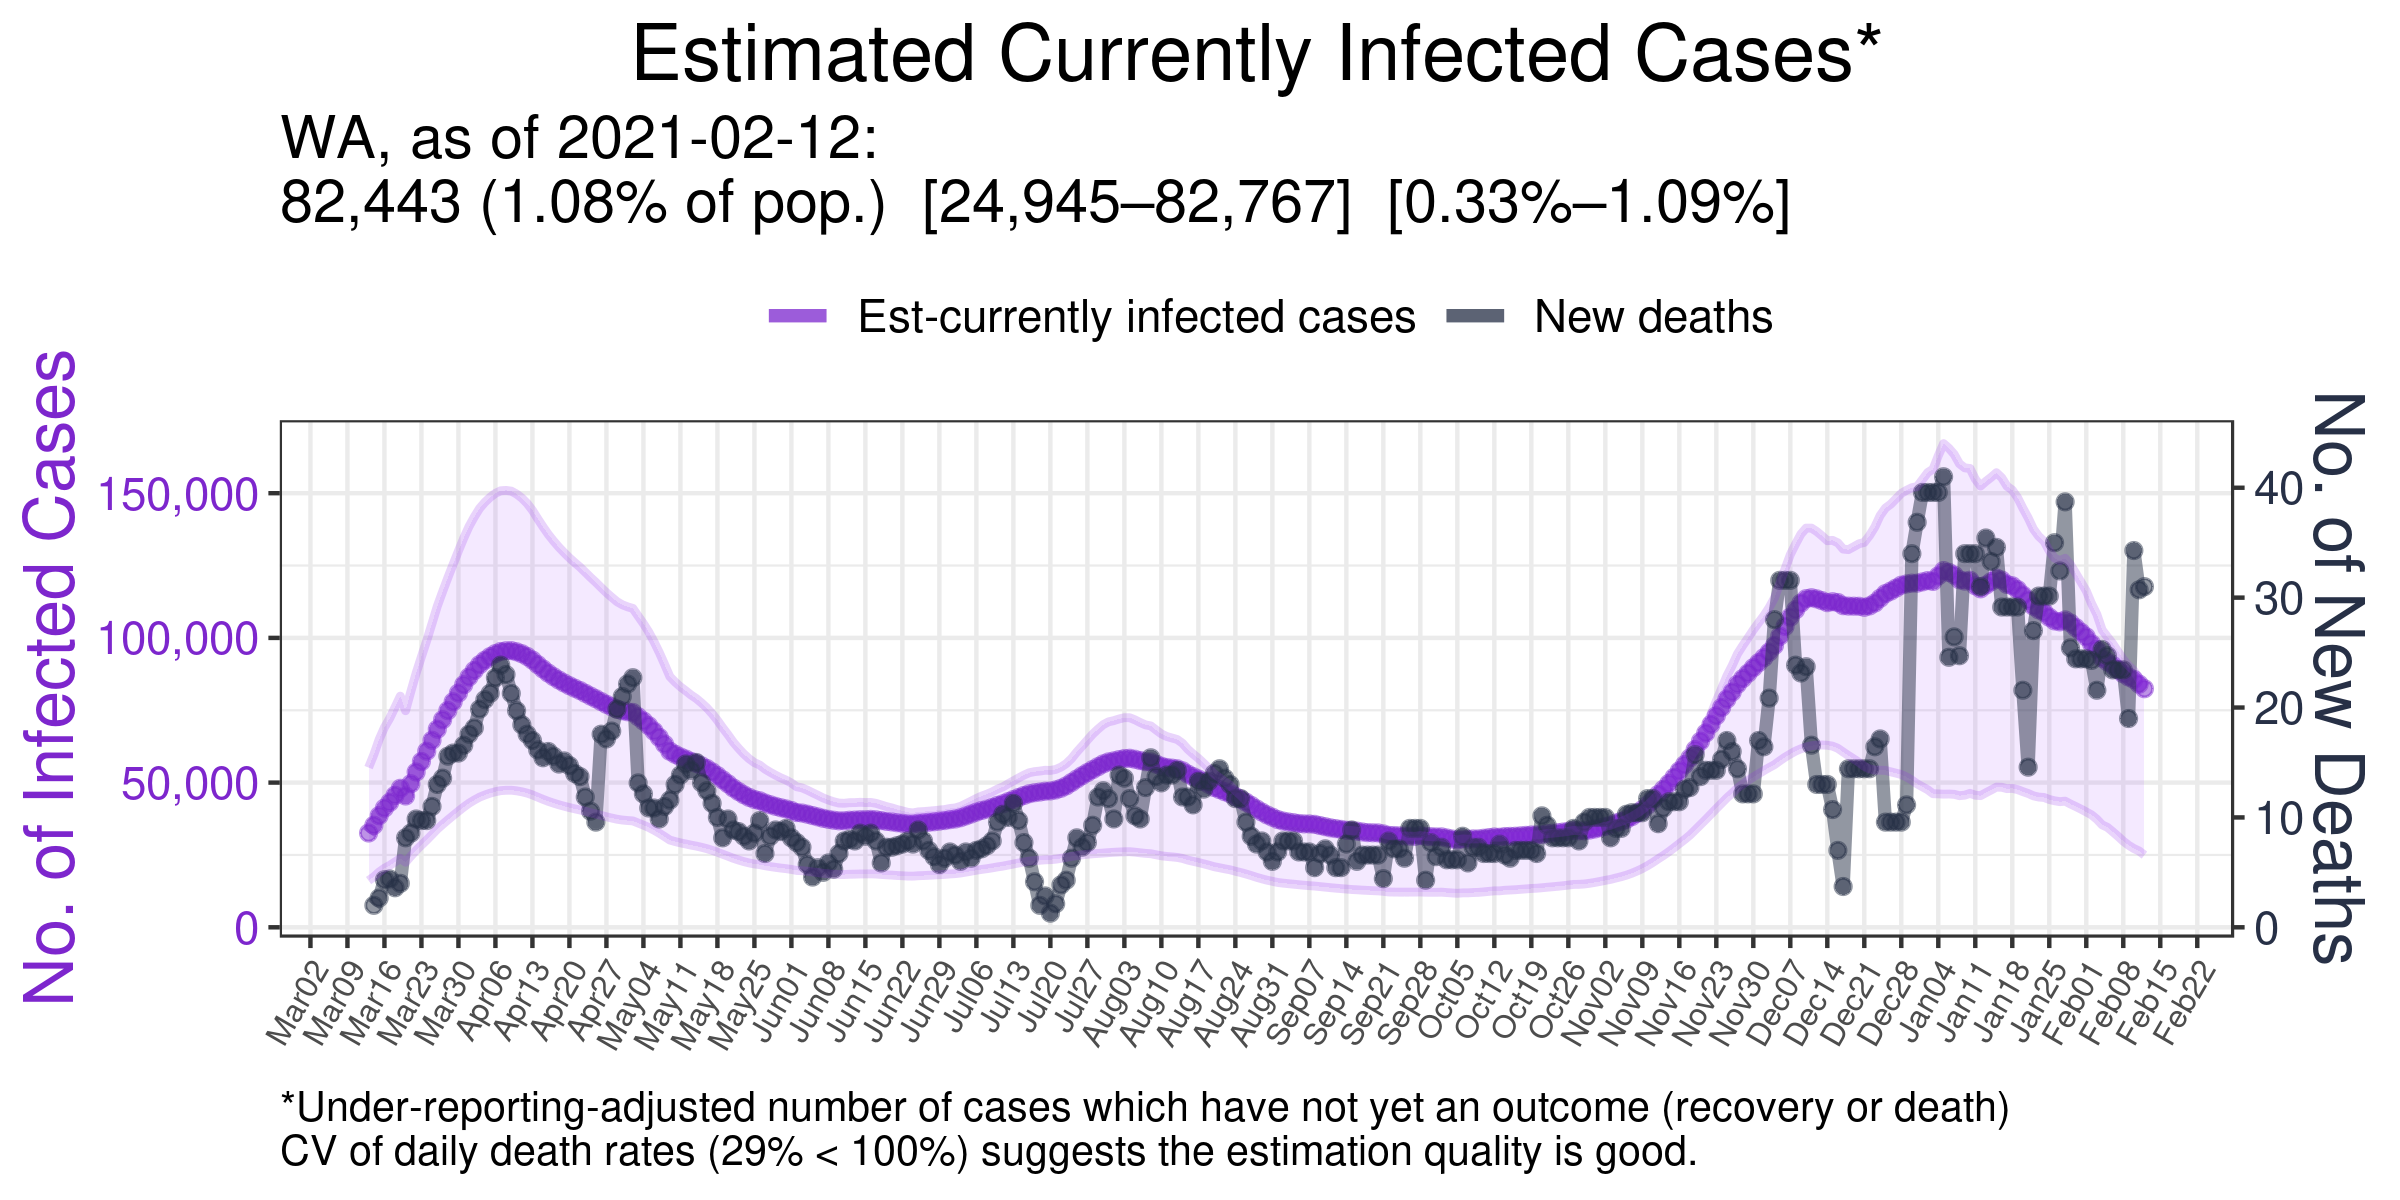 Estimated Currently Infected Cases*
WA, as of 2021-02-12:
82,443 (1.08% of pop.) [24,945–82,767] [0.33%–1.09%]
Est-currently infected cases New deaths
No. of Infected Cases
150,000
100,000
50,000
0
40
30
20
10
0
No. of New Deaths
Mar02 Mar09 Mar16 Mar23 Mar30 Apr06 Apr13 Apr20 Apr27 May04 May11 May18 May25 Jun01 Jun08 Jun15 Jun22 Jun29 Jul06 Jul13 Jul20 Jul27 Aug03 Aug10 Aug17 Aug24 Aug31 Sep07 Sep14 Sep21 Sep28 Oct05 Oct12 Oct19 Oct26 Nov02 Nov09 Nov16 Nov23 Nov30 Dec07 Dec14 Dec21 Dec28 Jan04 Jan11 Jan18 Jan25 Feb01 Feb08 Feb15 Feb22
*Under-reporting-adjusted number of cases which have not yet an outcome (recovery or death)
CV of daily death rates (29% < 100%) suggests the estimation quality is good.